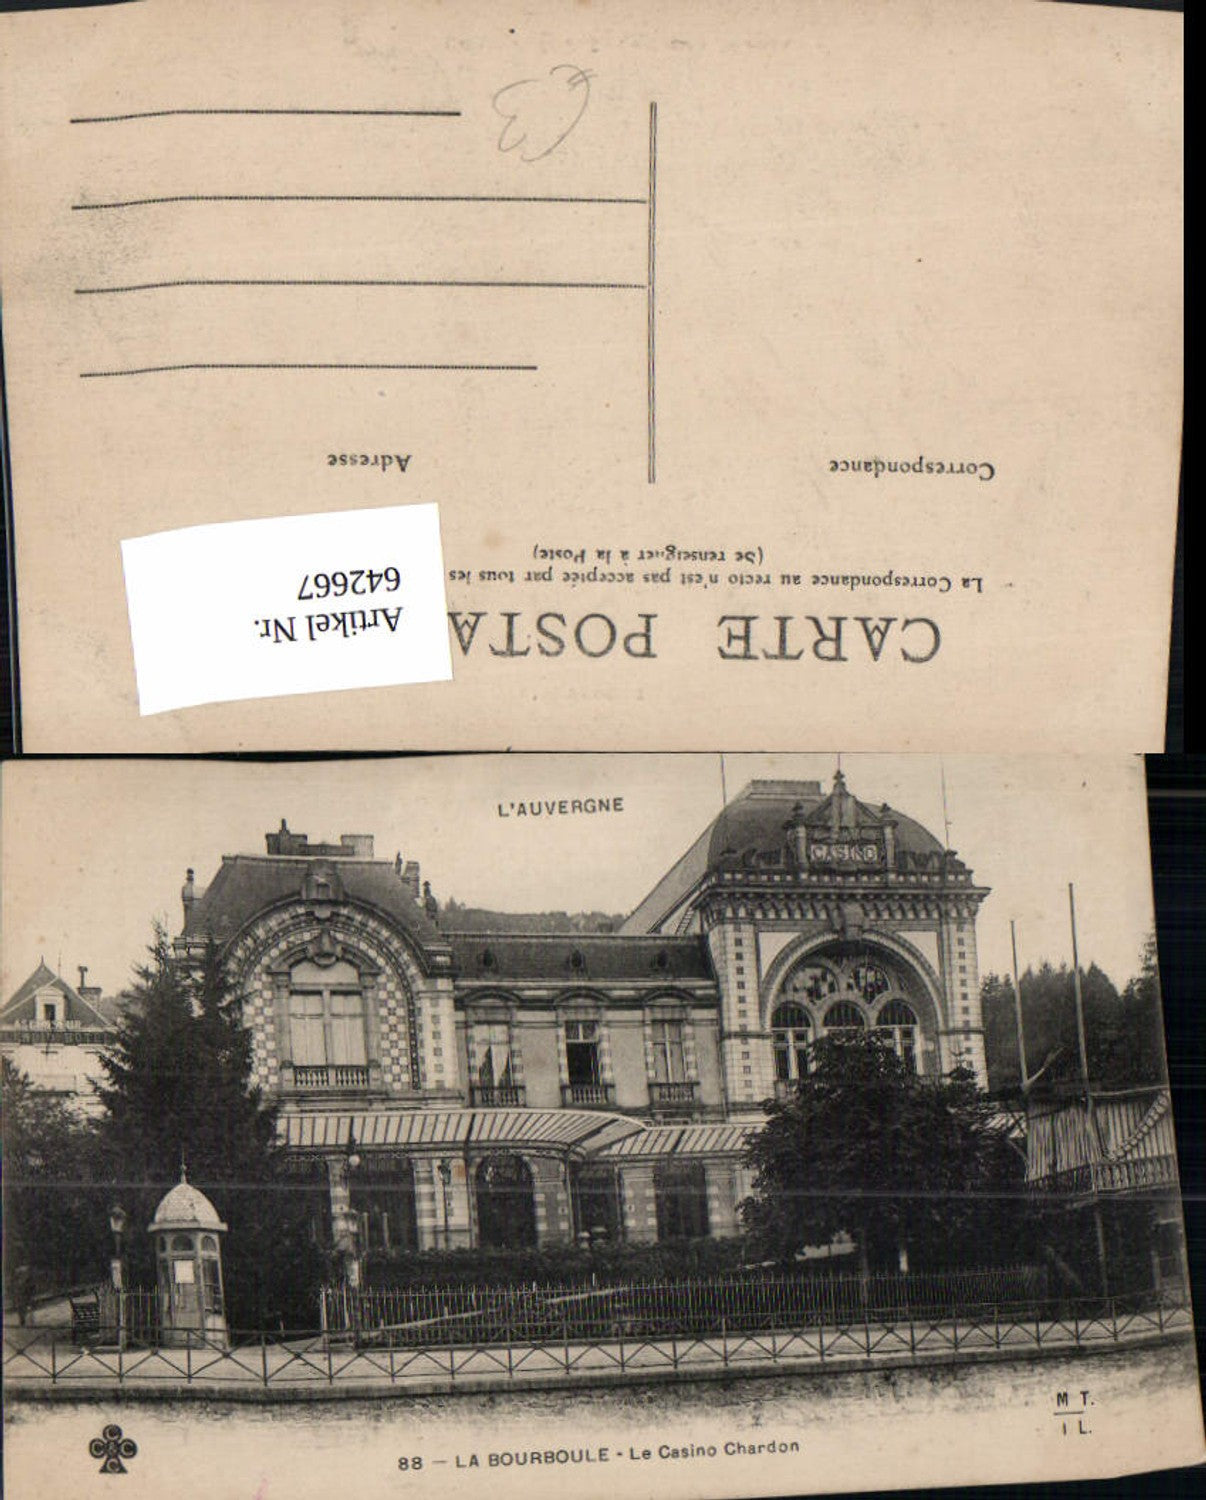 CARTE POSTA
La Correspondance au recto n'est pas acceptée par tous les
(Se renseigner à la Poste)
Correspondance
Adresse
Artikel Nr.
642667
L'AUVERGNE
CASINO
ASCENSEUR
M T.
I L.
C&C
88 — LA BOURBOULE - Le Casino Chardon